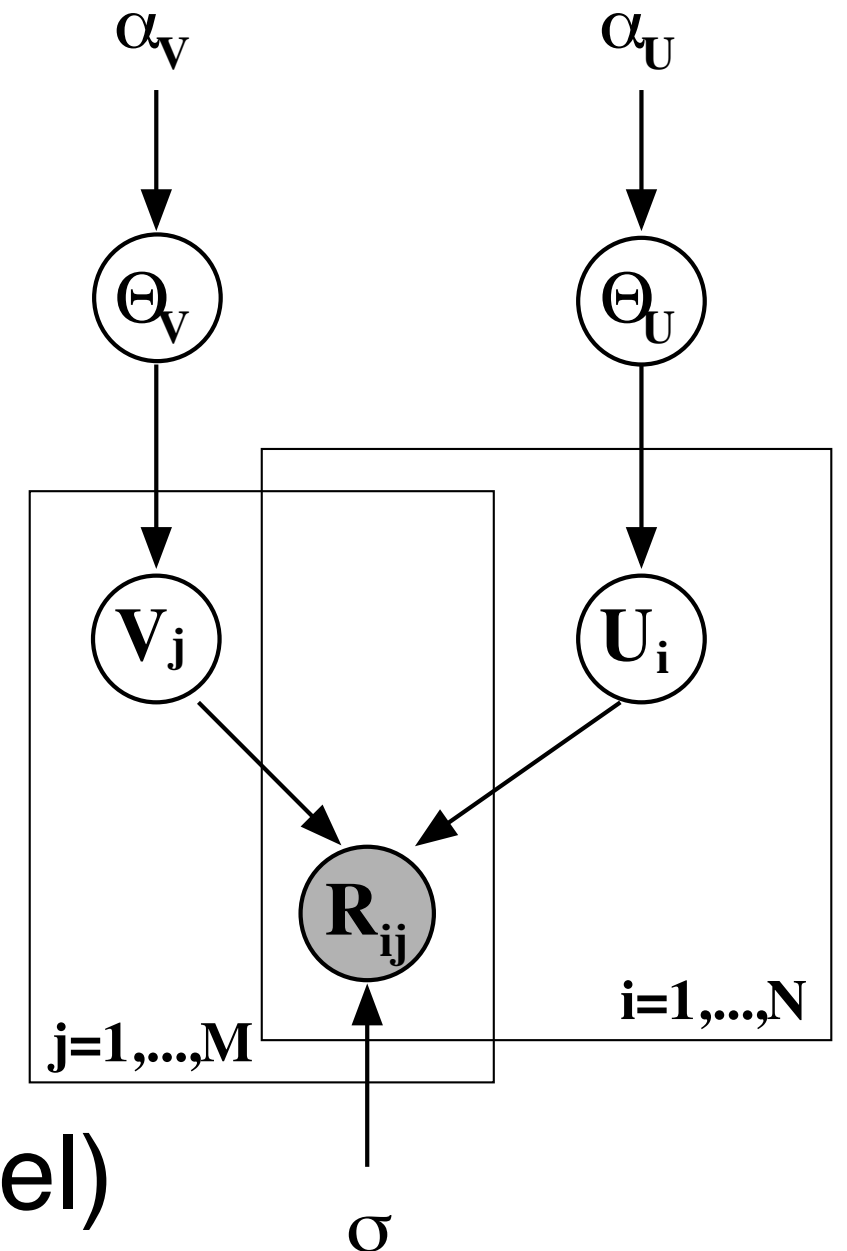 α_V α_U
Θ_V Θ_U
V_j U_i
R_ij
i=1,...,N
j=1,...,M
el)
σ